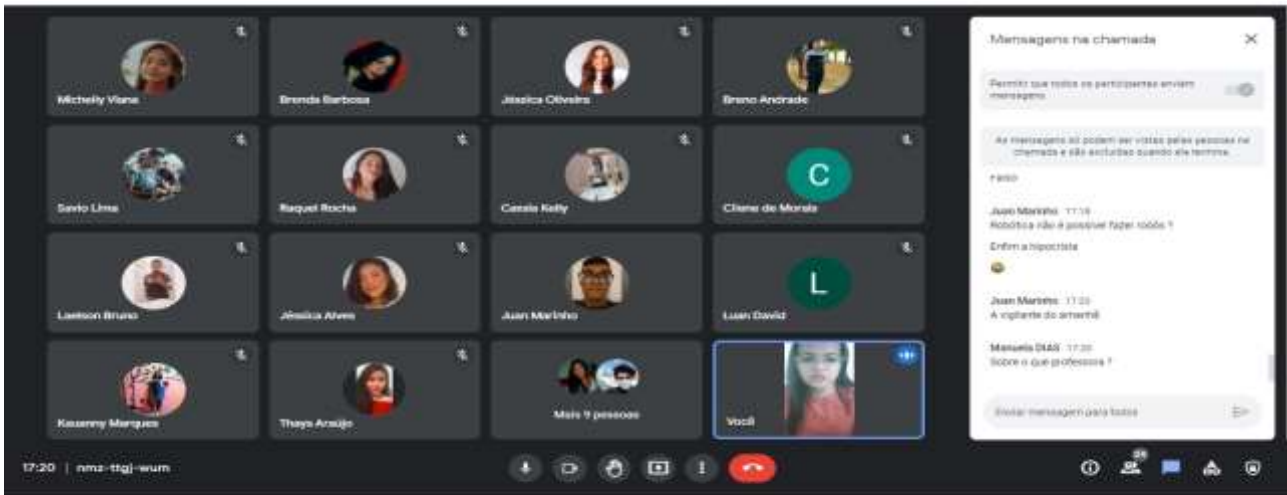 Michelly Viana
Brenda Barbosa
Jéssica Oliveira
Breno Andrade
Savio Lima
Raquel Rocha
Cassia Kelly
C
Cliene de Morais
Laelson Bruno
Jéssica Alves
Juan Marinho
L
Luan David
Kauanny Marques
Thays Araújo
Mais 9 pessoas
Você
17:20 | nmz-ttgj-wum
Mensagens na chamada
Permitir que todos os participantes enviem
mensagens
As mensagens só podem ser vistas pelas pessoas na
chamada e são excluídas quando ela termina.
Juan Marinho 17:18
Robótica não é possível fazer robôs ?
Enfim a hipocrisia
Juan Marinho 17:20
A vigilante do amanhã
Manuela DIAS 17:20
Sobre o que professora ?
Enviar mensagem para todos